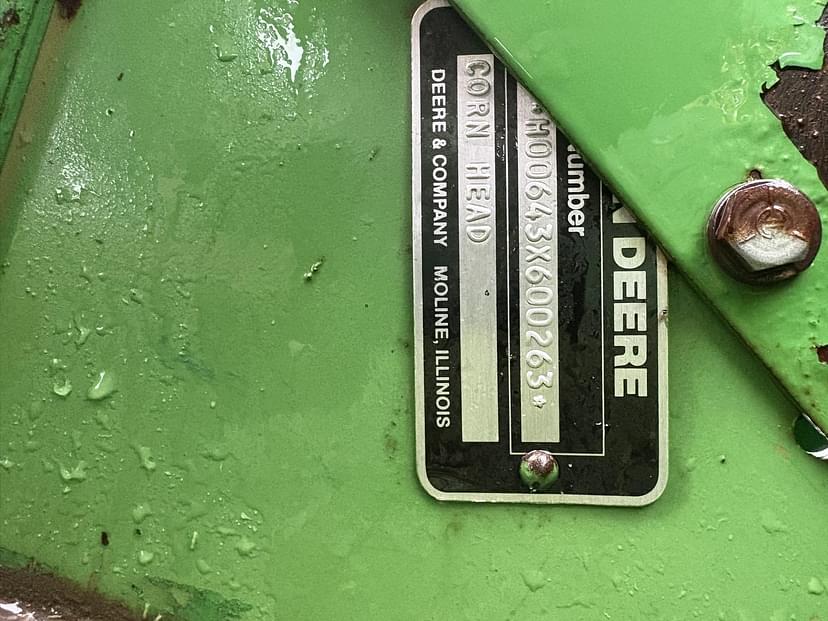 DEERE
umber
*H00643X600263*
CORN HEAD
DEERE & COMPANY MOLINE, ILLINOIS